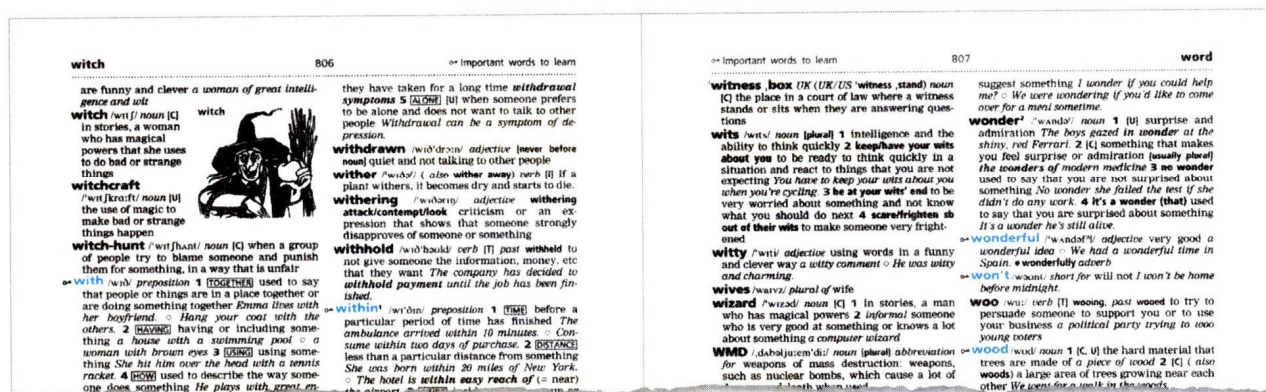 witch 806 Important words to learn
are funny and clever a woman of great intelli-
gence and wit
witch /wɪtʃ/ noun [C]
in stories, a woman
who has magical
powers that she uses
to do bad or strange
things
witch
witchcraft
/ˈwɪtʃkrɑːft/ noun [U]
the use of magic to
make bad or strange
things happen
witch-hunt /ˈwɪtʃhʌnt/ noun [C] when a group
of people try to blame someone and punish
them for something, in a way that is unfair
with /wɪð/ preposition 1 TOGETHER used to say
that people or things are in a place together or
are doing something together Emma lives with
her boyfriend. ○ Hang your coat with the
others. 2 HAVING having or including some-
thing a house with a swimming pool ○ a
woman with brown eyes 3 USING using some-
thing She hit him over the head with a tennis
racket. 4 HOW used to describe the way some-
one does something He plays with great en-
they have taken for a long time withdrawal
symptoms 5 ALONE [U] when someone prefers
to be alone and does not want to talk to other
people Withdrawal can be a symptom of de-
pression.
withdrawn /wɪðˈdrɔːn/ adjective [never before
noun] quiet and not talking to other people
wither /ˈwɪðəʳ/ ( also wither away) verb [I] If a
plant withers, it becomes dry and starts to die.
withering /ˈwɪðərɪŋ/ adjective withering
attack/contempt/look criticism or an ex-
pression that shows that someone strongly
disapproves of someone or something
withhold /wɪðˈhəʊld/ verb [T] past withheld to
not give someone the information, money, etc
that they want The company has decided to
withhold payment until the job has been fin-
ished.
within¹ /wɪˈðɪn/ preposition 1 TIME before a
particular period of time has finished The
ambulance arrived within 10 minutes. ○ Con-
sume within two days of purchase. 2 DISTANCE
less than a particular distance from something
She was born within 20 miles of New York.
○ The hotel is within easy reach of (= near)
Important words to learn 807 word
ˈwitness ˌbox UK (UK/US ˈwitness ˌstand) noun
[C] the place in a court of law where a witness
stands or sits when they are answering ques-
tions
wits /wɪts/ noun [plural] 1 intelligence and the
ability to think quickly 2 keep/have your wits
about you to be ready to think quickly in a
situation and react to things that you are not
expecting You have to keep your wits about you
when you're cycling. 3 be at your wits' end to be
very worried about something and not know
what you should do next 4 scare/frighten sb
out of their wits to make someone very fright-
ened
witty /ˈwɪti/ adjective using words in a funny
and clever way a witty comment ○ He was witty
and charming.
wives /waɪvz/ plural of wife
wizard /ˈwɪzəd/ noun [C] 1 in stories, a man
who has magical powers 2 informal someone
who is very good at something or knows a lot
about something a computer wizard
WMD /ˌdʌbəljuːemˈdiː/ noun [plural] abbreviation
for weapons of mass destruction: weapons,
such as nuclear bombs, which cause a lot of
suggest something I wonder if you could help
me? ○ We were wondering if you'd like to come
over for a meal sometime.
wonder² /ˈwʌndəʳ/ noun 1 [U] surprise and
admiration The boys gazed in wonder at the
shiny, red Ferrari. 2 [C] something that makes
you feel surprise or admiration [usually plural]
the wonders of modern medicine 3 no wonder
used to say that you are not surprised about
something No wonder she failed the test if she
didn't do any work. 4 it's a wonder (that) used
to say that you are surprised about something
It's a wonder he's still alive.
wonderful /ˈwʌndəfəl/ adjective very good a
wonderful idea ○ We had a wonderful time in
Spain. ● wonderfully adverb
won't /wəʊnt/ short for will not I won't be home
before midnight.
woo /wuː/ verb [T] wooing, past wooed to try to
persuade someone to support you or to use
your business a political party trying to woo
young voters
wood /wʊd/ noun 1 [C, U] the hard material that
trees are made of a piece of wood 2 [C] ( also
woods) a large area of trees growing near each
other We went for a walk in the woods.